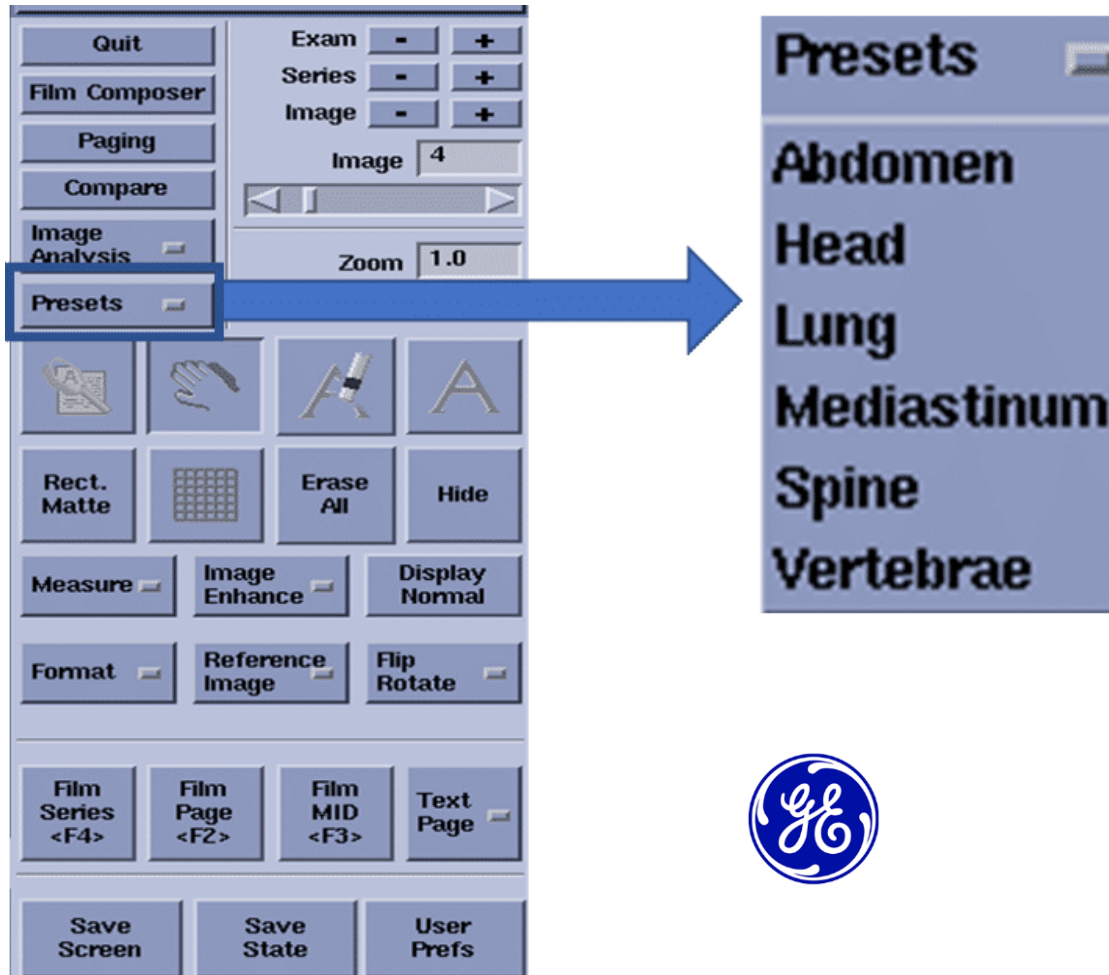 Quit
Film Composer
Paging
Compare
Image
Analysis
Presets
Exam - +
Series - +
Image - +
Image 4
Zoom 1.0
A
A
A
Rect.
Matte
Erase
All
Hide
Measure
Image
Enhance
Display
Normal
Format
Reference
Image
Flip
Rotate
Film
Series
<F4>
Film
Page
<F2>
Film
MID
<F3>
Text
Page
Save
Screen
Save
State
User
Prefs
Presets
Abdomen
Head
Lung
Mediastinum
Spine
Vertebrae
GE